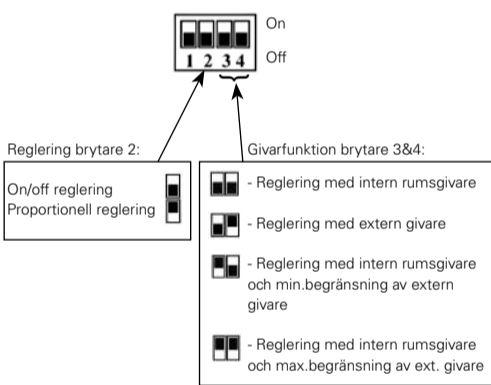 On
Off
1 2 3 4
Reglering brytare 2:
On/off reglering
Proportionell reglering
Givarfunktion brytare 3&4:
- Reglering med intern rumsgivare
- Reglering med extern givare
- Reglering med intern rumsgivare
och min.begränsning av extern
givare
- Reglering med intern rumsgivare
och max.begränsning av ext. givare